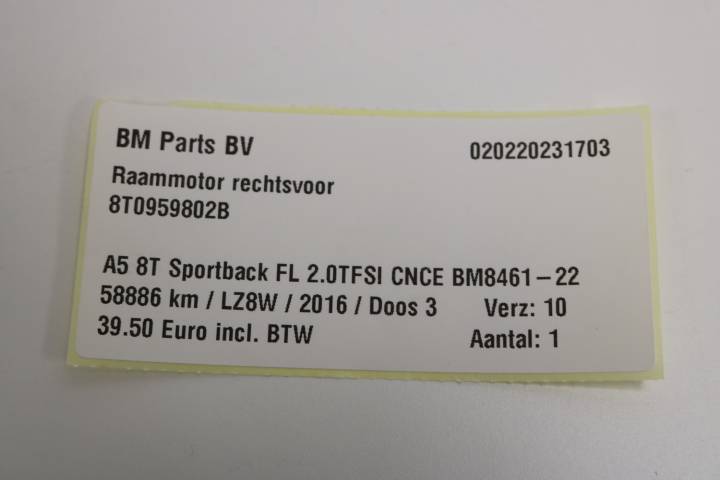 BM Parts BV 020220231703
Raammotor rechtsvoor
8T0959802B
A5 8T Sportback FL 2.0TFSI CNCE BM8461-22
58886 km / LZ8W / 2016 / Doos 3 Verz: 10
39.50 Euro incl. BTW Aantal: 1